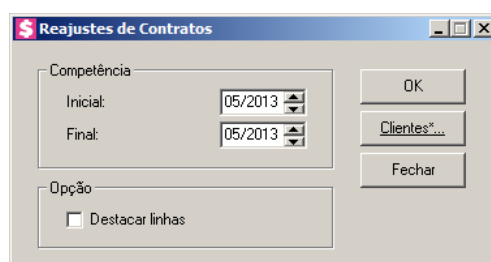 Reajustes de Contratos
Competência
Inicial: 05/2013
Final: 05/2013
OK
Clientes*...
Fechar
Opção
Destacar linhas